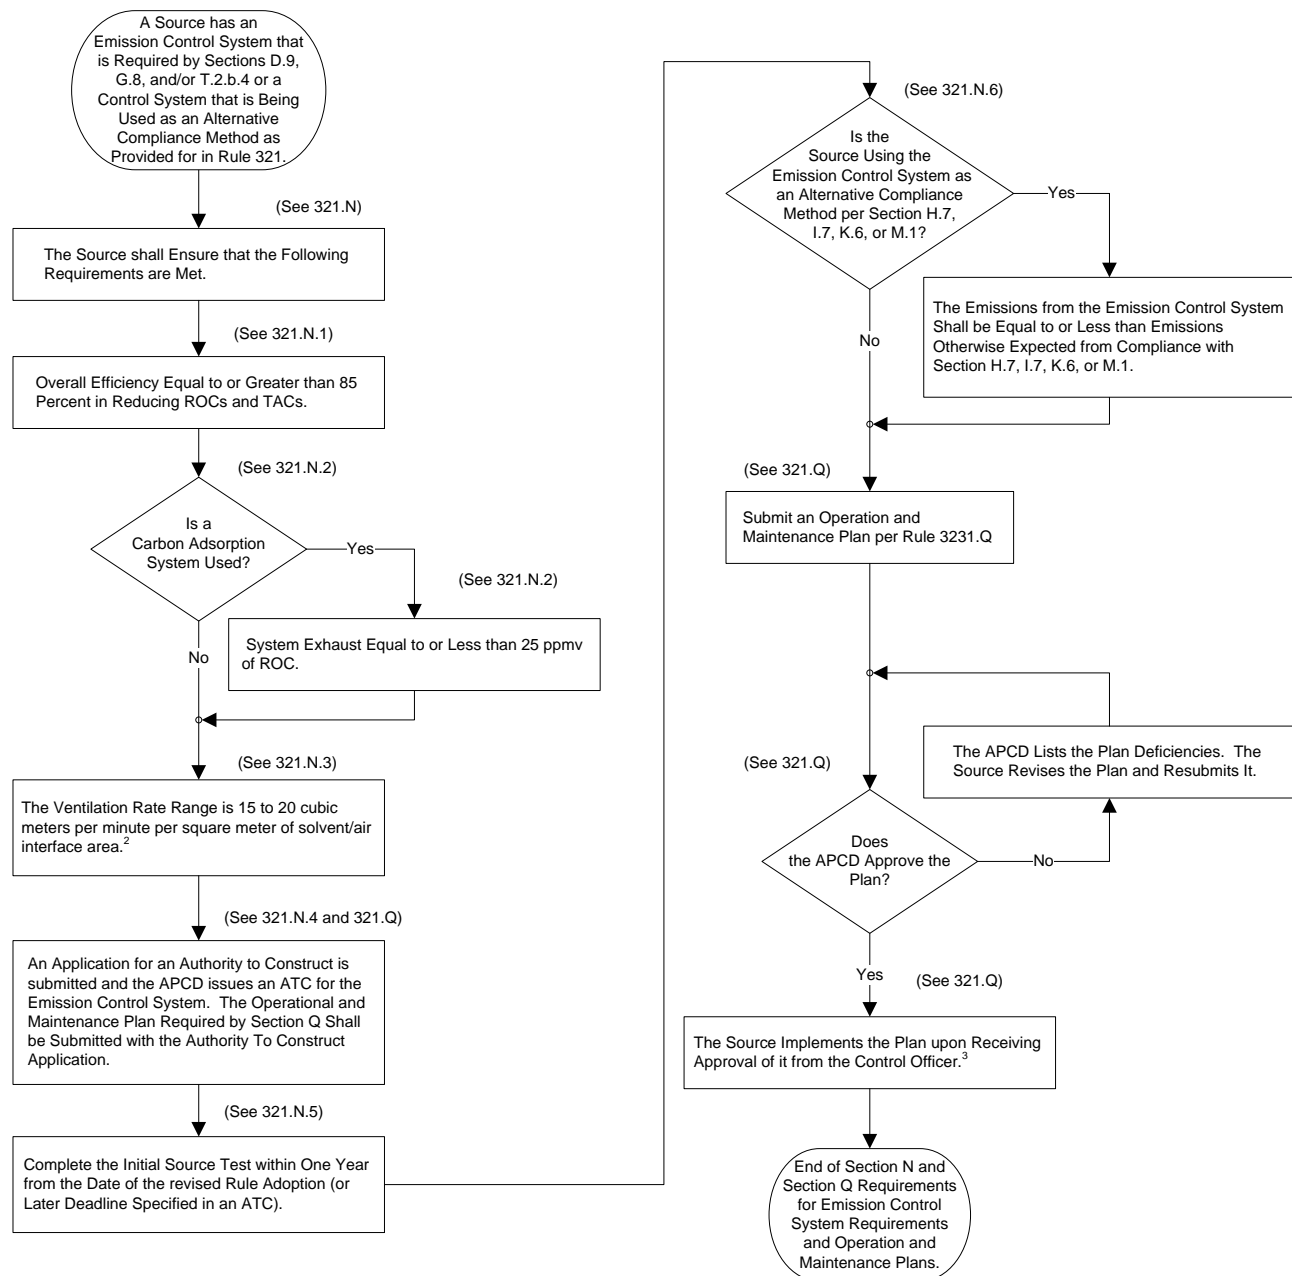 A Source has an
Emission Control System that
is Required by Sections D.9,
G.8, and/or T.2.b.4 or a
Control System that is Being
Used as an Alternative
Compliance Method as
Provided for in Rule 321.
(See 321.N)
The Source shall Ensure that the Following
Requirements are Met.
(See 321.N.1)
Overall Efficiency Equal to or Greater than 85
Percent in Reducing ROCs and TACs.
(See 321.N.2)
Is a
Carbon Adsorption
System Used?
Yes
(See 321.N.2)
System Exhaust Equal to or Less than 25 ppmv
of ROC.
No
(See 321.N.3)
The Ventilation Rate Range is 15 to 20 cubic
meters per minute per square meter of solvent/air
interface area.2
(See 321.N.4 and 321.Q)
An Application for an Authority to Construct is
submitted and the APCD issues an ATC for the
Emission Control System. The Operational and
Maintenance Plan Required by Section Q Shall
be Submitted with the Authority To Construct
Application.
(See 321.N.5)
Complete the Initial Source Test within One Year
from the Date of the revised Rule Adoption (or
Later Deadline Specified in an ATC).
(See 321.N.6)
Is the
Source Using the
Emission Control System as
an Alternative Compliance
Method per Section H.7,
I.7, K.6, or M.1?
Yes
The Emissions from the Emission Control System
Shall be Equal to or Less than Emissions
Otherwise Expected from Compliance with
Section H.7, I.7, K.6, or M.1.
No
(See 321.Q)
Submit an Operation and
Maintenance Plan per Rule 3231.Q
The APCD Lists the Plan Deficiencies. The
Source Revises the Plan and Resubmits It.
(See 321.Q)
Does
the APCD Approve the
Plan?
No
Yes
(See 321.Q)
The Source Implements the Plan upon Receiving
Approval of it from the Control Officer.3
End of Section N and
Section Q Requirements
for Emission Control
System Requirements
and Operation and
Maintenance Plans.